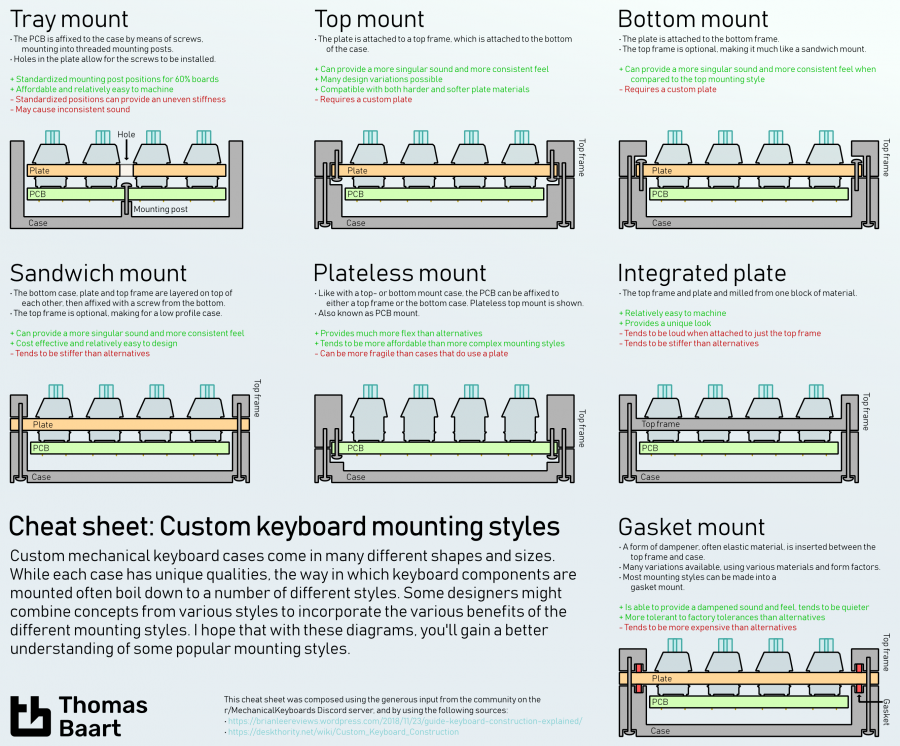 Tray mount
· The PCB is affixed to the case by means of screws,
mounting into threaded mounting posts.
· Holes in the plate allow for the screws to be installed.
+ Standardized mounting post positions for 60% boards
+ Affordable and relatively easy to machine
- Standardized positions can provide an uneven stiffness
- May cause inconsistent sound
Hole
Plate
PCB
Mounting post
Case
Top mount
· The plate is attached to a top frame, which is attached to the bottom
of the case.
+ Can provide a more singular sound and more consistent feel
+ Many design variations possible
+ Compatible with both harder and softer plate materials
- Requires a custom plate
Top frame
Plate
PCB
Case
Bottom mount
· The plate is attached to the bottom frame.
· The top frame is optional, making it much like a sandwich mount.
+ Can provide a more singular sound and more consistent feel when
compared to the top mounting style
- Requires a custom plate
Top frame
Plate
PCB
Case
Sandwich mount
· The bottom case, plate and top frame are layered on top of
each other, then affixed with a screw from the bottom.
· The top frame is optional, making for a low profile case.
+ Can provide a more singular sound and more consistent feel
+ Cost effective and relatively easy to design
- Tends to be stiffer than alternatives
Top frame
Plate
PCB
Case
Plateless mount
· Like with a top- or bottom mount case, the PCB can be affixed to
either a top frame or the bottom case. Plateless top mount is shown.
· Also known as PCB mount.
+ Provides much more flex than alternatives
+ Tends to be more affordable than more complex mounting styles
- Can be more fragile than cases that do use a plate
Top frame
PCB
Case
Integrated plate
· The top frame and plate and milled from one block of material.
+ Relatively easy to machine
+ Provides a unique look
- Tends to be loud when attached to just the top frame
- Tends to be stiffer than alternatives
Top frame
Top frame
PCB
Case
Cheat sheet: Custom keyboard mounting styles
Custom mechanical keyboard cases come in many different shapes and sizes.
While each case has unique qualities, the way in which keyboard components are
mounted often boil down to a number of different styles. Some designers might
combine concepts from various styles to incorporate the various benefits of the
different mounting styles. I hope that with these diagrams, you'll gain a better
understanding of some popular mounting styles.
Gasket mount
· A form of dampener, often elastic material, is inserted between the
top frame and case.
· Many variations available, using various materials and form factors.
· Most mounting styles can be made into a
gasket mount.
+ Is able to provide a dampened sound and feel, tends to be quieter
+ More tolerant to factory tolerances than alternatives
- Tends to be more expensive than alternatives
Top frame
Plate
PCB
Gasket
Case
Thomas
Baart
This cheat sheet was composed using the generous input from the community on the
r/MechanicalKeyboards Discord server, and by using the following sources:
· https://brianleereviews.wordpress.com/2018/11/23/guide-keyboard-construction-explained/
· https://deskthority.net/wiki/Custom_Keyboard_Construction